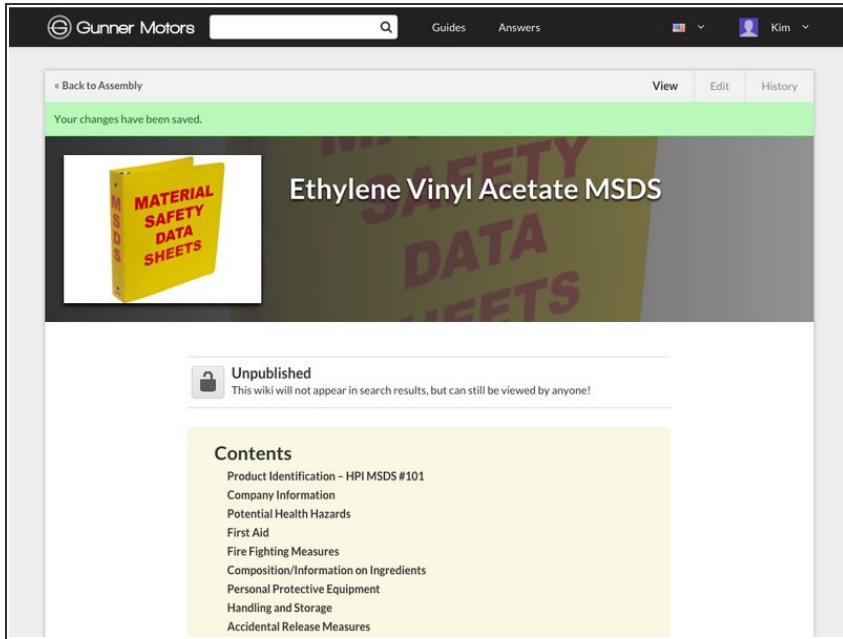 Gunner Motors
Guides
Answers
Kim
« Back to Assembly
View
Edit
History
Your changes have been saved.
MATERIAL
SAFETY
DATA
SHEETS
MSDS
MATERIAL
SAFETY
DATA
SHEETS
Ethylene Vinyl Acetate MSDS
Unpublished
This wiki will not appear in search results, but can still be viewed by anyone!
Contents
Product Identification – HPI MSDS #101
Company Information
Potential Health Hazards
First Aid
Fire Fighting Measures
Composition/Information on Ingredients
Personal Protective Equipment
Handling and Storage
Accidental Release Measures